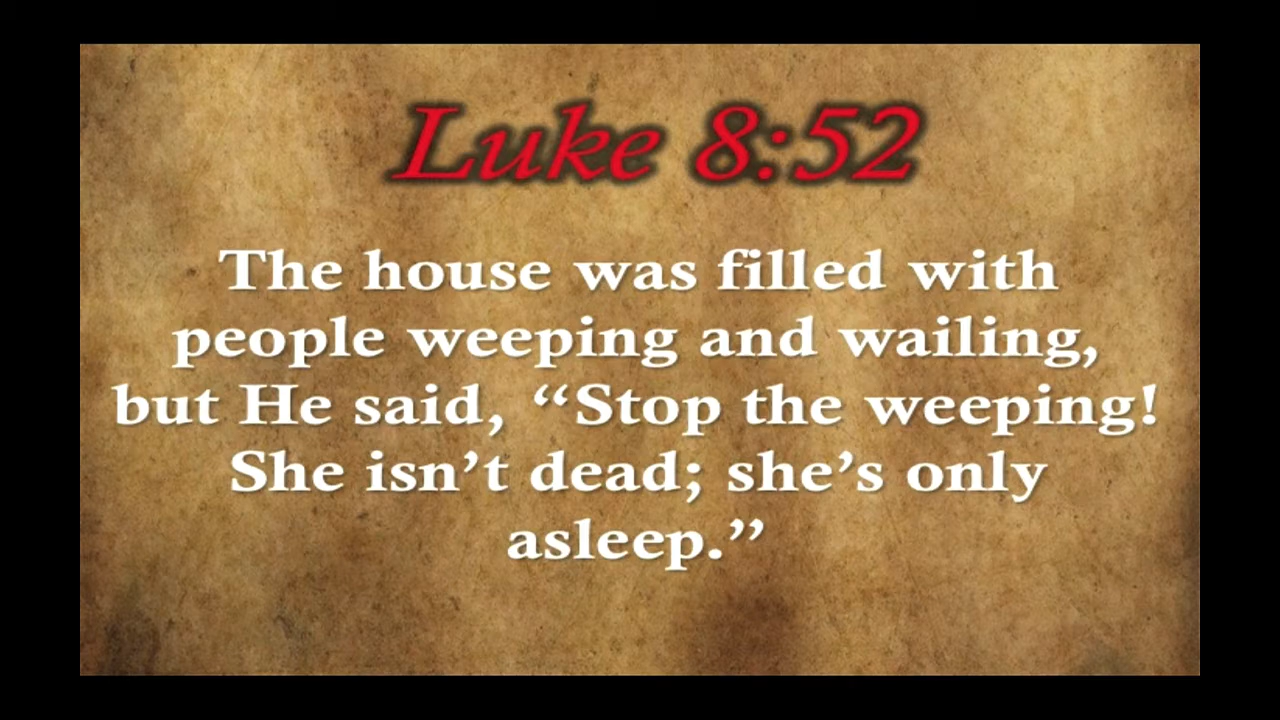 Luke 8:52
The house was filled with
people weeping and wailing,
but He said, “Stop the weeping!
She isn’t dead; she’s only
asleep.”